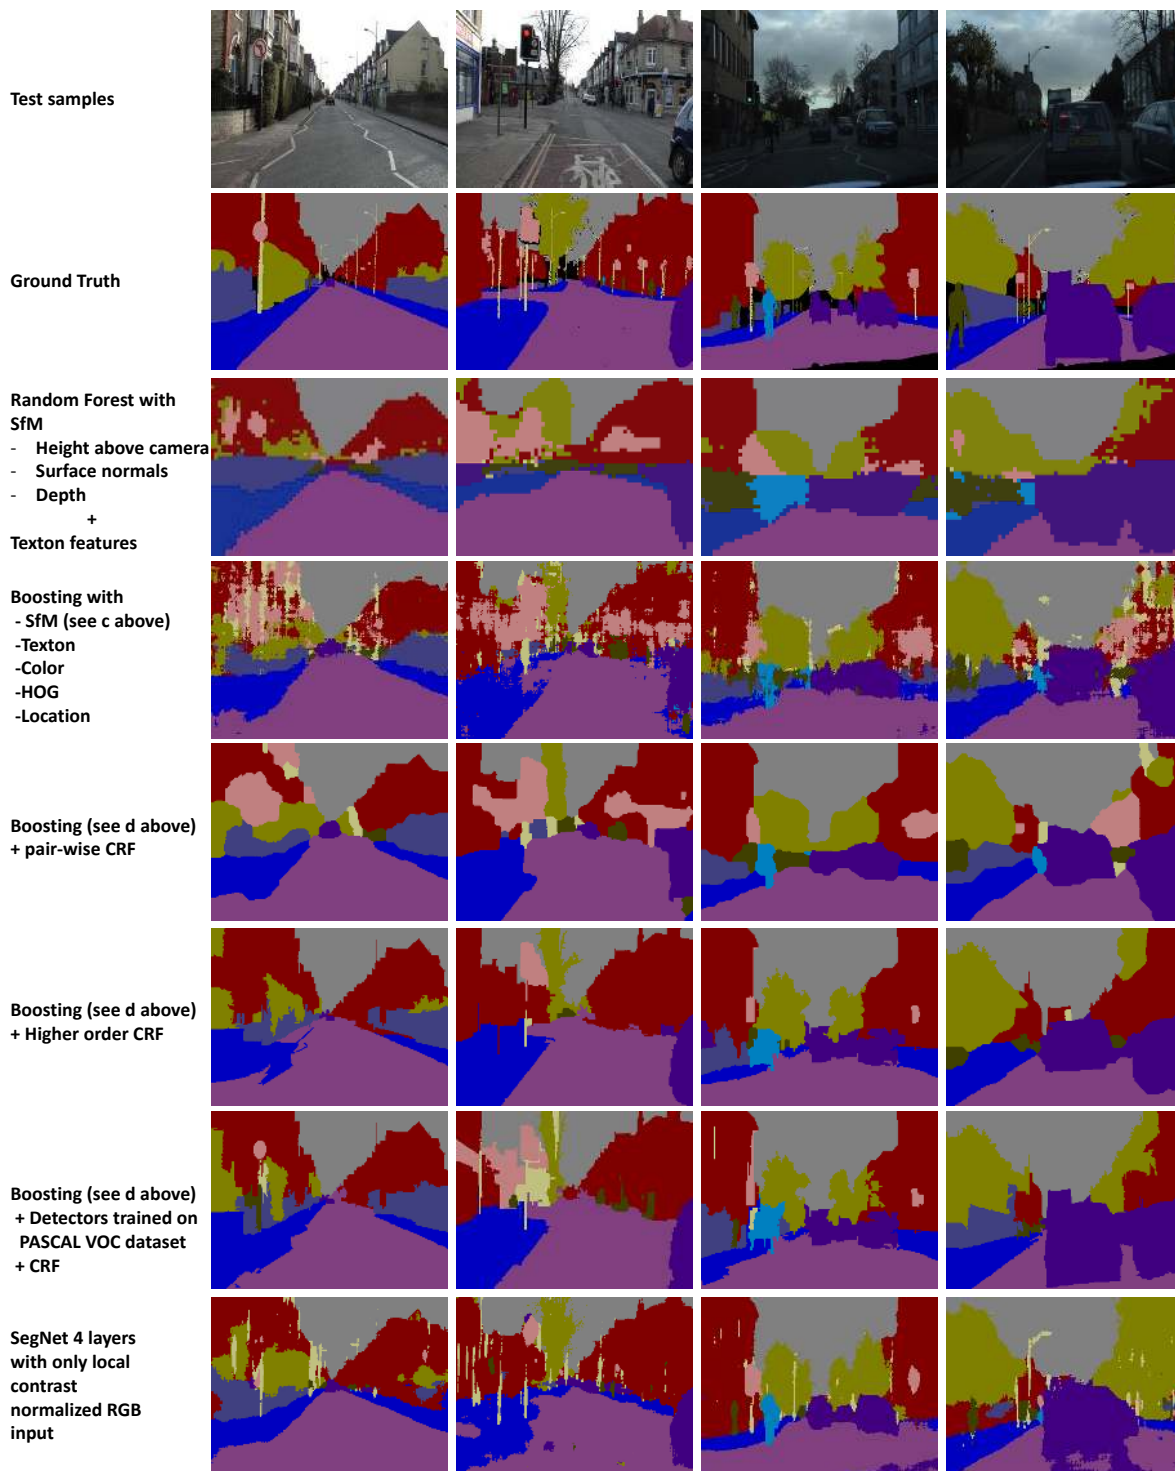 Test samples
Ground Truth
Random Forest with
SfM
- Height above camera
- Surface normals
- Depth
+
Texton features
Boosting with
- SfM (see c above)
-Texton
-Color
-HOG
-Location
Boosting (see d above)
+ pair-wise CRF
Boosting (see d above)
+ Higher order CRF
Boosting (see d above)
+ Detectors trained on
PASCAL VOC dataset
+ CRF
SegNet 4 layers
with only local
contrast
normalized RGB
input